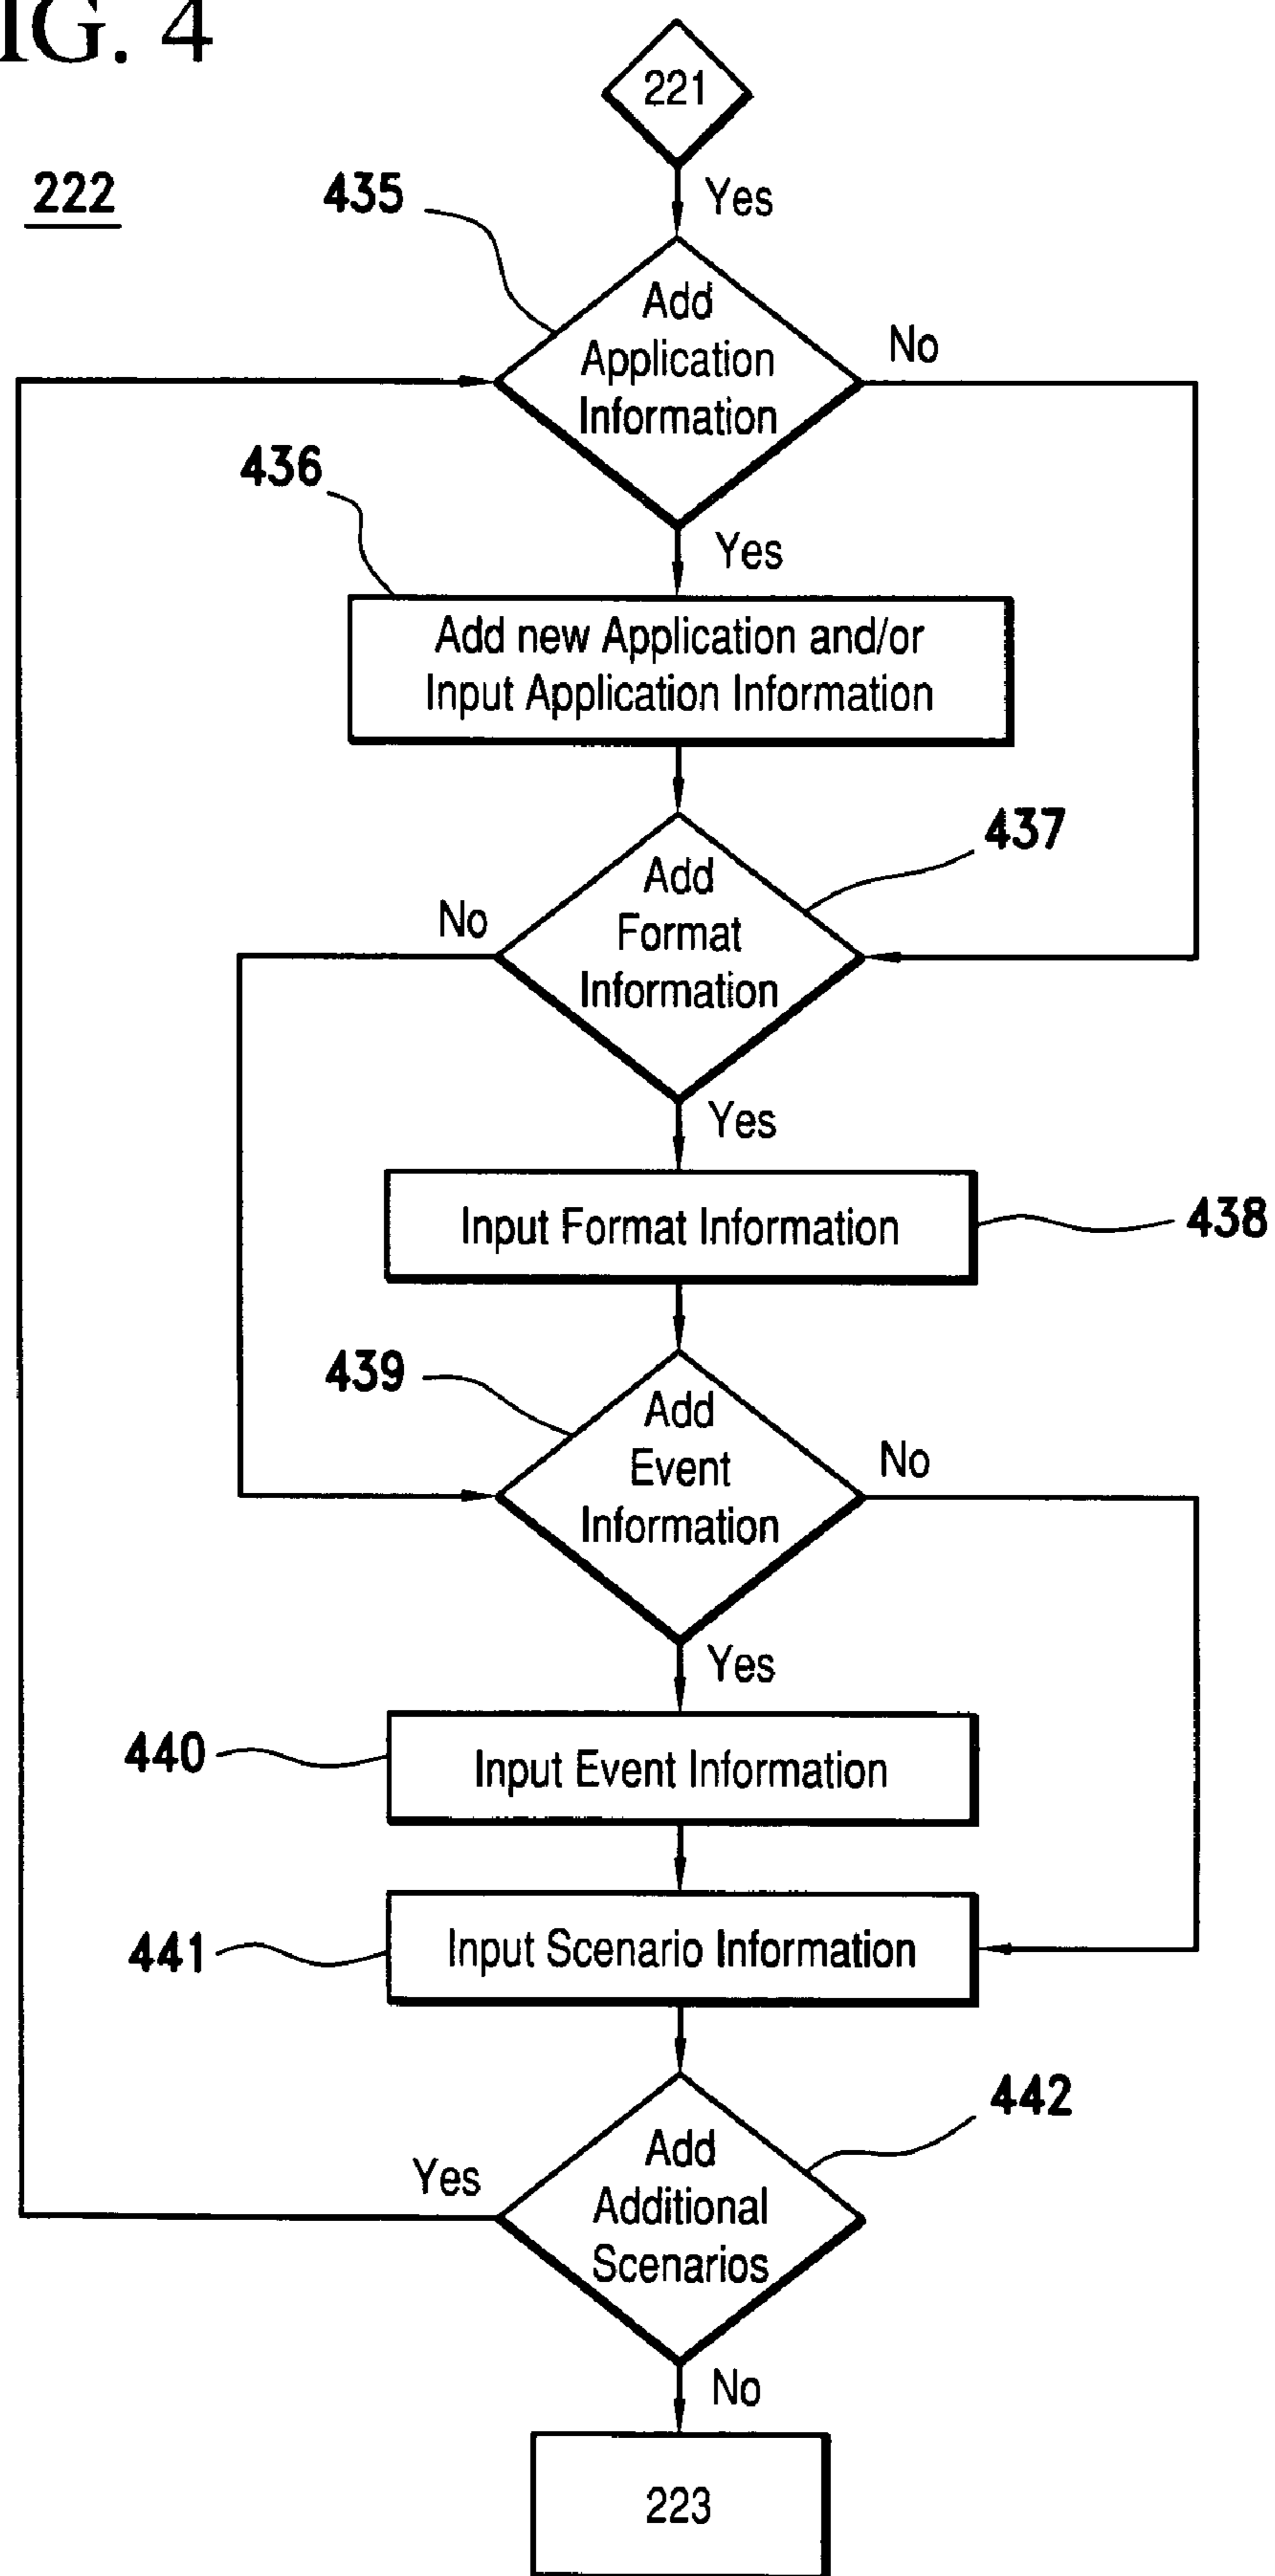 IG. 4
221
222
435
Yes
Add
Application
Information
No
436
Yes
Add new Application and/or
Input Application Information
437
Add
Format
Information
No
Yes
Input Format Information
438
439
Add
Event
Information
No
Yes
440
Input Event Information
441
Input Scenario Information
442
Add
Additional
Scenarios
Yes
No
223